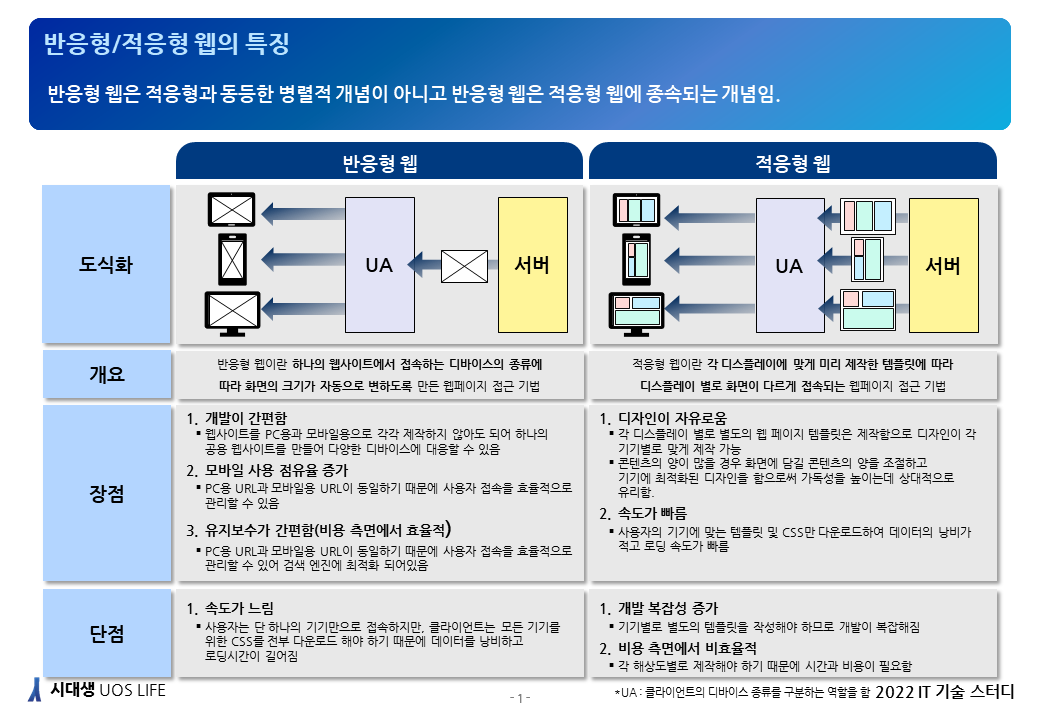 반응형/적응형 웹의 특징
반응형 웹은 적응형과 동등한 병렬적 개념이 아니고 반응형 웹은 적응형 웹에 종속되는 개념임.
반응형 웹
적응형 웹
도식화
UA
서버
UA
서버
개요
반응형 웹이란 하나의 웹사이트에서 접속하는 디바이스의 종류에
따라 화면의 크기가 자동으로 변하도록 만든 웹페이지 접근 기법
적응형 웹이란 각 디스플레이에 맞게 미리 제작한 템플릿에 따라
디스플레이 별로 화면이 다르게 접속되는 웹페이지 접근 기법
장점
1. 개발이 간편함
▪ 웹사이트를 PC용과 모바일용으로 각각 제작하지 않아도 되어 하나의
공용 웹사이트를 만들어 다양한 디바이스에 대응할 수 있음
2. 모바일 사용 점유율 증가
▪ PC용 URL과 모바일용 URL이 동일하기 때문에 사용자 접속을 효율적으로
관리할 수 있음
3. 유지보수가 간편함(비용 측면에서 효율적)
▪ PC용 URL과 모바일용 URL이 동일하기 때문에 사용자 접속을 효율적으로
관리할 수 있어 검색 엔진에 최적화 되어있음
1. 디자인이 자유로움
▪ 각 디스플레이 별로 별도의 웹 페이지 템플릿은 제작함으로 디자인이 각
기기별로 맞게 제작 가능
▪ 콘텐츠의 양이 많을 경우 화면에 담길 콘텐츠의 양을 조절하고
기기에 최적화된 디자인을 함으로써 가독성을 높이는데 상대적으로
유리함.
2. 속도가 빠름
▪ 사용자의 기기에 맞는 템플릿 및 CSS만 다운로드하여 데이터의 낭비가
적고 로딩 속도가 빠름
단점
1. 속도가 느림
▪ 사용자는 단 하나의 기기만으로 접속하지만, 클라이언트는 모든 기기를
위한 CSS를 전부 다운로드 해야 하기 때문에 데이터를 낭비하고
로딩시간이 길어짐
1. 개발 복잡성 증가
▪ 기기별로 별도의 템플릿을 작성해야 하므로 개발이 복잡해짐
2. 비용 측면에서 비효율적
▪ 각 해상도별로 제작해야 하기 때문에 시간과 비용이 필요함
시대생 UOS LIFE
- 1 -
*UA : 클라이언트의 디바이스 종류를 구분하는 역할을 함
2022 IT 기술 스터디